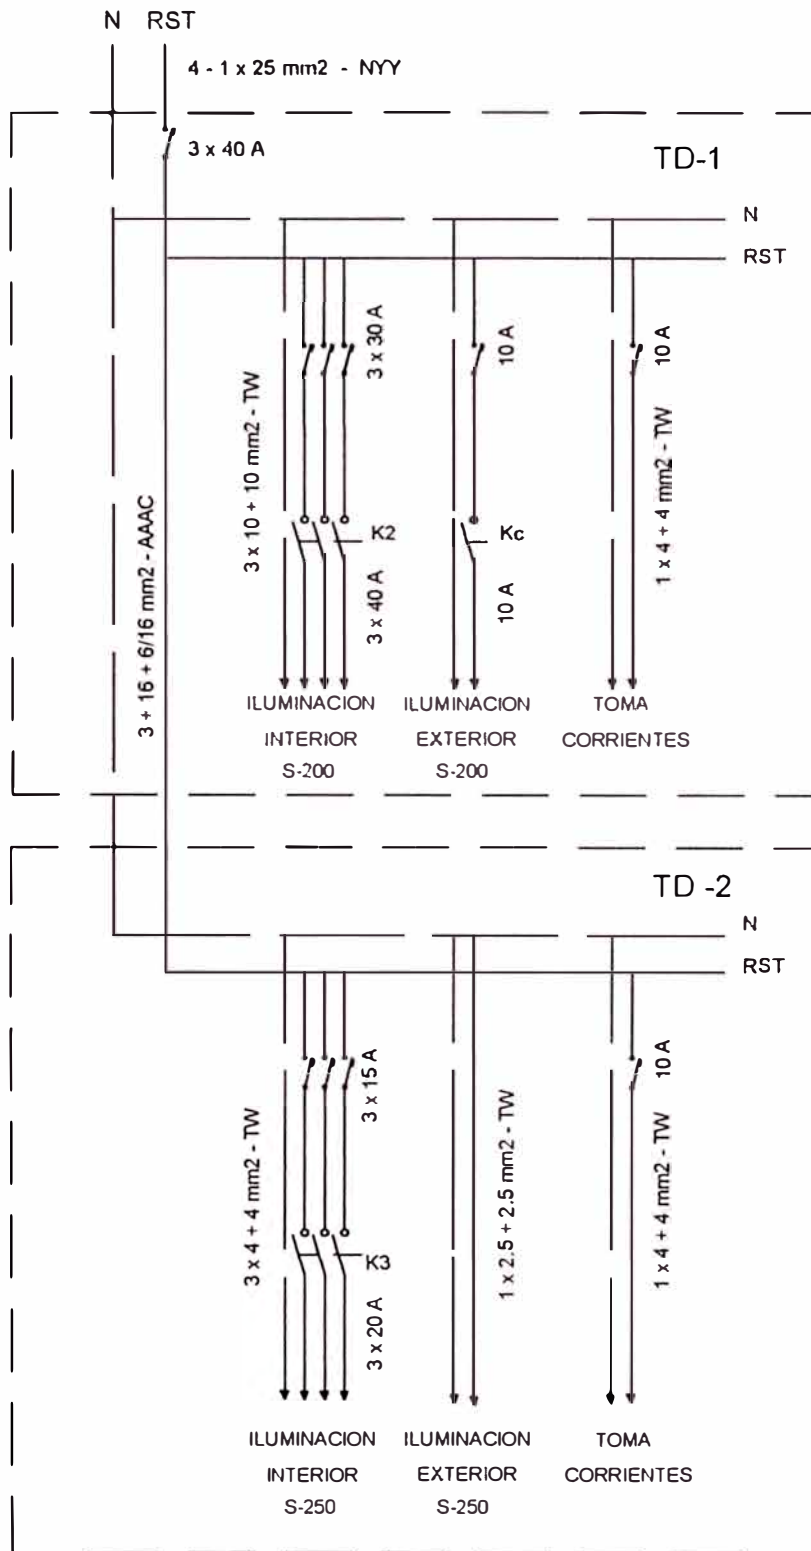 N RST
4 - 1 x 25 mm2 - NYY
3 x 40 A
TD-1
N
RST
3 x 30 A
10 A
10 A
3 x 10 + 10 mm2 - TW
1 x 4 + 4 mm2 - TW
3 + 16 + 6/16 mm2 - AAAC
K2
Kc
3 x 40 A
10 A
ILUMINACION
INTERIOR
S-200
ILUMINACION
EXTERIOR
S-200
TOMA
CORRIENTES
TD -2
N
RST
3 x 15 A
10 A
3 x 4 + 4 mm2 - TW
1 x 2.5 + 2.5 mm2 - TW
1 x 4 + 4 mm2 - TW
K3
3 x 20 A
ILUMINACION
INTERIOR
S-250
ILUMINACION
EXTERIOR
S-250
TOMA
CORRIENTES